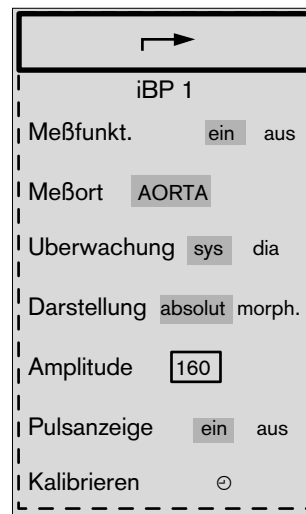 iBP 1
Meßfunkt. ein aus
Meßort AORTA
Uberwachung sys dia
Darstellung absolut morph.
Amplitude 160
Pulsanzeige ein aus
Kalibrieren